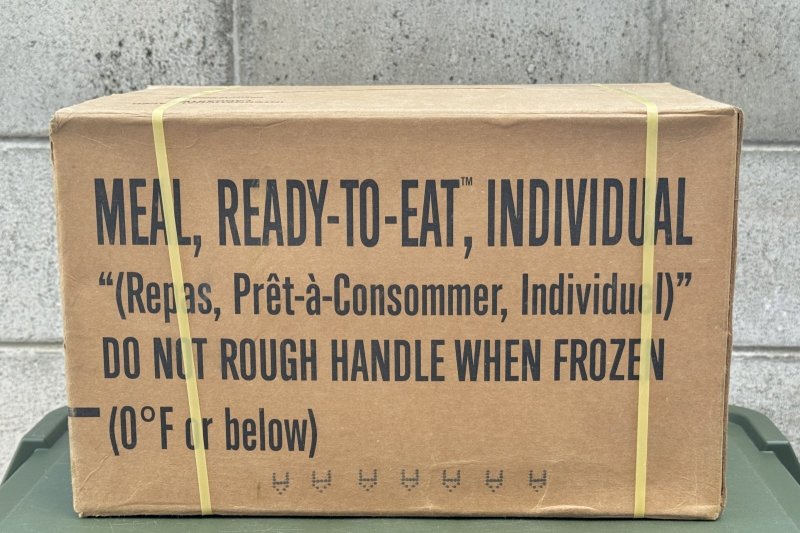 MEAL, READY-TO-EAT™, INDIVIDUAL
“(Repas, Prêt-à-Consommer, Individuel)”
DO NOT ROUGH HANDLE WHEN FROZEN
(0°F or below)